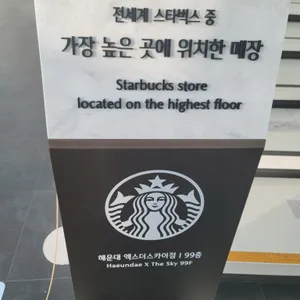 전세계 스타벅스 중
가장 높은 곳에 위치한 매장
Starbucks store
located on the highest floor
해운대 엑스더스카이점 | 99층
Haeundae X The Sky 99F